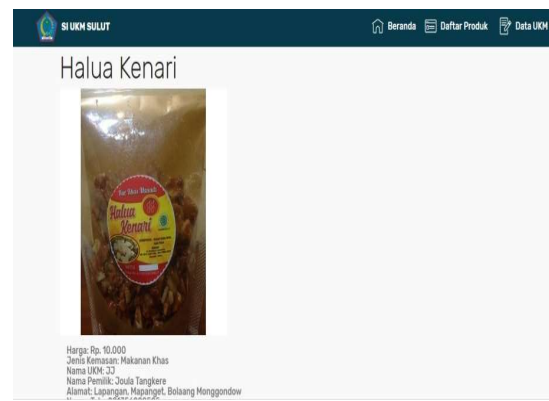 SI UKM SULUT
Beranda
Daftar Produk
Data UKM
Halua Kenari
Halua
Kenari
Harga: Rp. 10.000
Jenis Kemasan: Makanan Khas
Nama UKM: JJ
Nama Pemilik: Joula Tangkere
Alamat: Lapangan, Mapanget, Bolaang Monggondow